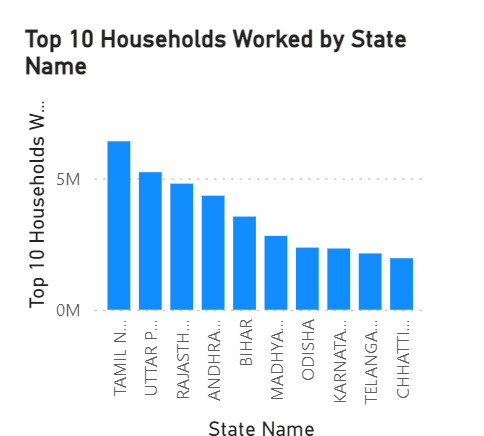 Top 10 Households Worked by State
Name
Top 10 Households W...
5M
0M
TAMIL N...
UTTAR P...
RAJASTH...
ANDHRA...
BIHAR
MADHYA...
ODISHA
KARNATA...
TELANGA...
CHHATTI...
State Name